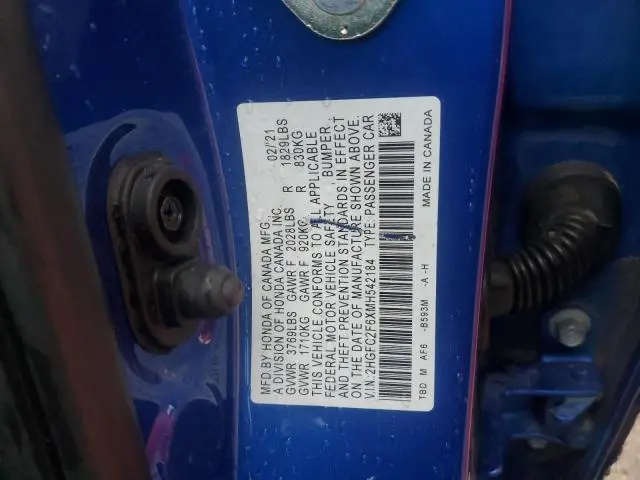 MFD BY HONDA OF CANADA MFG. 02/'21
A DIVISION OF HONDA CANADA INC.
GVWR 3769LBS GAWR F 2028LBS R 1829LBS
GVWR 1710KG GAWR F 920KG R 830KG
THIS VEHICLE CONFORMS TO ALL APPLICABLE
FEDERAL MOTOR VEHICLE SAFETY, BUMPER,
AND THEFT PREVENTION STANDARDS IN EFFECT
ON THE DATE OF MANUFACTURE SHOWN ABOVE.
V.I.N.:2HGFC2F6XMH542184 TYPE:PASSENGER CAR
TBD M AF6 -B593M -A -H MADE IN CANADA